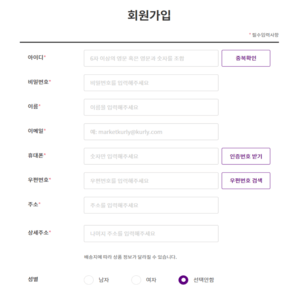 회원가입
* 필수입력사항
아이디*
6자 이상의 영문 혹은 영문과 숫자를 조합
중복확인
비밀번호*
비밀번호를 입력해주세요
이름*
이름을 입력해주세요
이메일*
예: marketkurly@kurly.com
휴대폰*
숫자만 입력해주세요
인증번호 받기
우편번호*
우편번호를 입력해주세요
우편번호 검색
주소*
주소를 입력해주세요
상세주소*
나머지 주소를 입력해주세요
배송지에 따라 상품 정보가 달라질 수 있습니다.
성별
남자
여자
선택안함